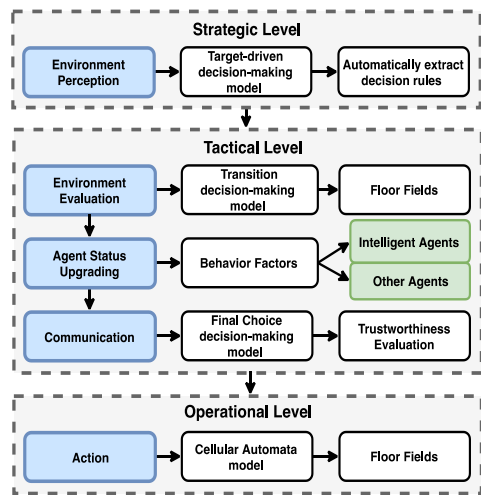 Strategic Level
Environment
Perception
Target-driven
decision-making
model
Automatically extract
decision rules
Tactical Level
Environment
Evaluation
Transition
decision-making
model
Floor Fields
Agent Status
Upgrading
Behavior Factors
Intelligent Agents
Other Agents
Communication
Final Choice
decision-making
model
Trustworthiness
Evaluation
Operational Level
Action
Cellular Automata
model
Floor Fields